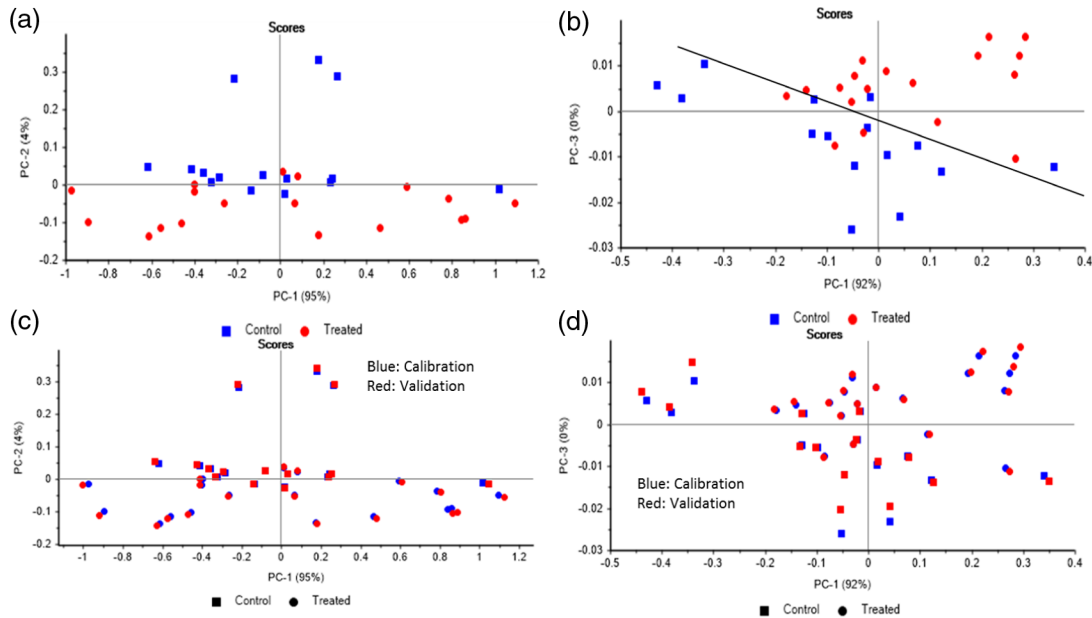 (a)
Scores
0.3
0.2
0.1
0
-0.1
-0.2
PC-2 (4%)
-1 -0.8 -0.6 -0.4 -0.2 0 0.2 0.4 0.6 0.8 1 1.2
PC-1 (95%)
Control Treated
(b)
Scores
0.01
0
-0.01
-0.02
-0.03
PC-3 (0%)
-0.5 -0.4 -0.3 -0.2 -0.1 0 0.1 0.2 0.3 0.4
PC-1 (92%)
Control Treated
(c)
Scores
Blue: Calibration
Red: Validation
0.3
0.2
0.1
0
-0.1
-0.2
PC-2 (4%)
-1 -0.8 -0.6 -0.4 -0.2 0 0.2 0.4 0.6 0.8 1 1.2
PC-1 (95%)
Control Treated
(d)
Scores
0.01
0
-0.01
-0.02
-0.03
PC-3 (0%)
Blue: Calibration
Red: Validation
-0.5 -0.4 -0.3 -0.2 -0.1 0 0.1 0.2 0.3 0.4
PC-1 (92%)
Control Treated